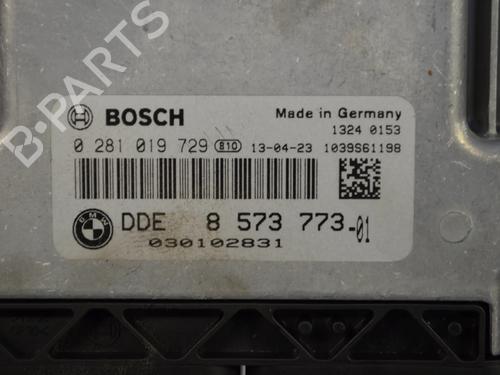 B-PARTS
BOSCH
Made in Germany
1324 0153
0 281 019 729 810 13-04-23 1039S61198
BMW
DDE 8 573 773-01
030102831